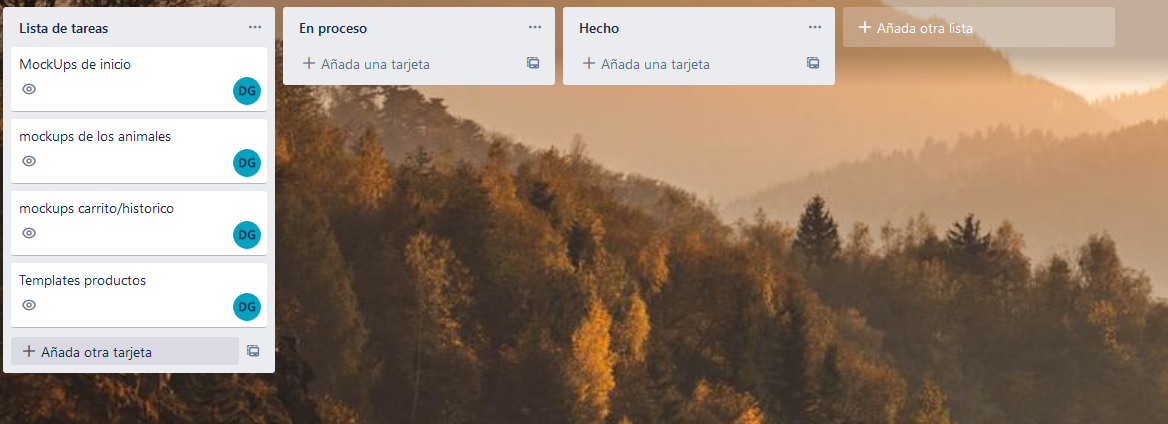 Lista de tareas
MockUps de inicio
DG
mockups de los animales
DG
mockups carrito/historico
DG
Templates productos
DG
Añada otra tarjeta
En proceso
Añada una tarjeta
Hecho
Añada una tarjeta
Añada otra lista